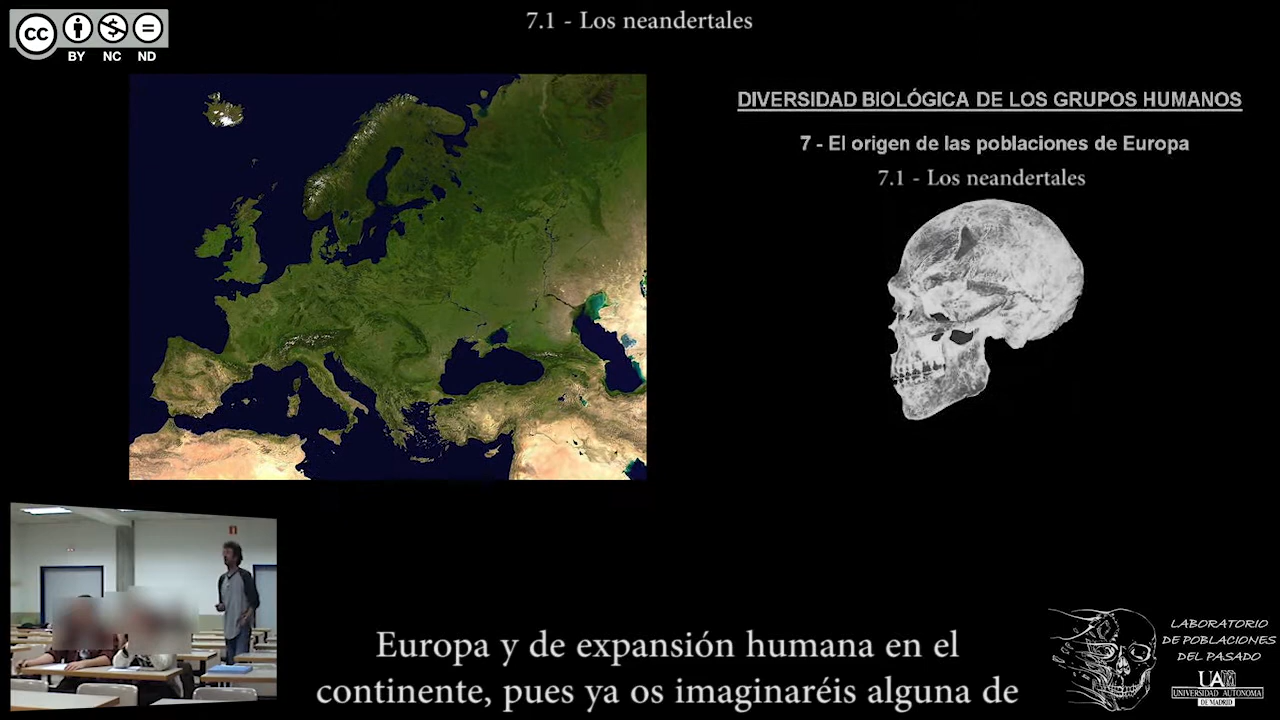 7.1 - Los neandertales
CC
BY NC ND
DIVERSIDAD BIOLÓGICA DE LOS GRUPOS HUMANOS
7 - El origen de las poblaciones de Europa
7.1 - Los neandertales
Europa y de expansión humana en el
continente, pues ya os imaginaréis alguna de
LABORATORIO
DE POBLACIONES
DEL PASADO
UAM
UNIVERSIDAD AUTONOMA
DE MADRID